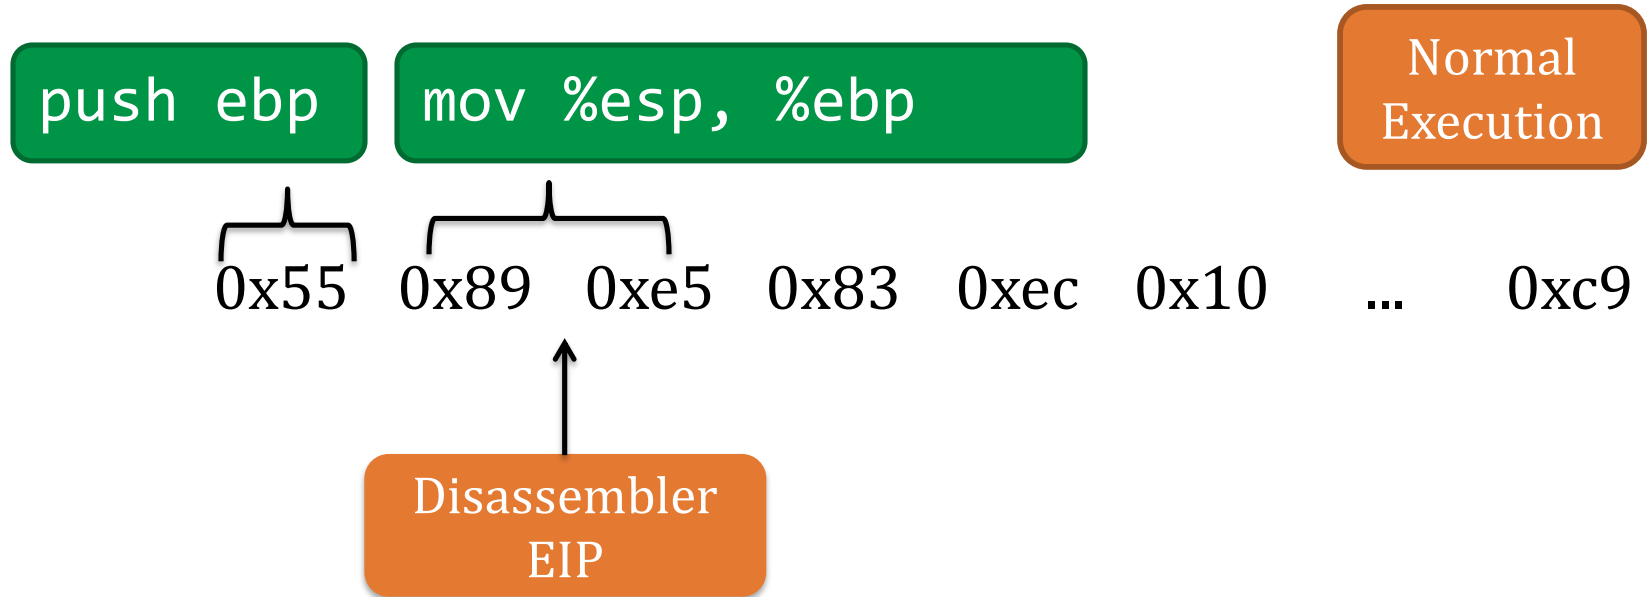 push ebp
mov %esp, %ebp
Normal
Execution
0x55 0x89 0xe5 0x83 0xec 0x10 ... 0xc9
Disassembler
EIP